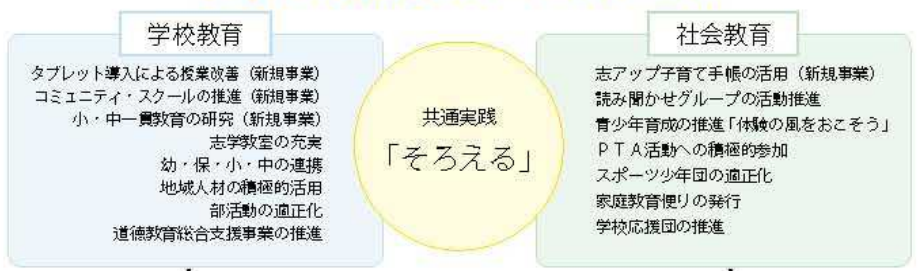 学校教育
タブレット導入による授業改善（新規事業）
コミュニティ・スクールの推進（新規事業）
小・中一貫教育の研究（新規事業）
志学教室の充実
幼・保・小・中の連携
地域人材の積極的活用
部活動の適正化
道徳教育総合支援事業の推進
共通実践
「そろえる」
社会教育
志アップ子育て手帳の活用（新規事業）
読み聞かせグループの活動推進
青少年育成の推進「体験の風をおこそう」
ＰＴＡ活動への積極的参加
スポーツ少年団の適正化
家庭教育便りの発行
学校応援団の推進